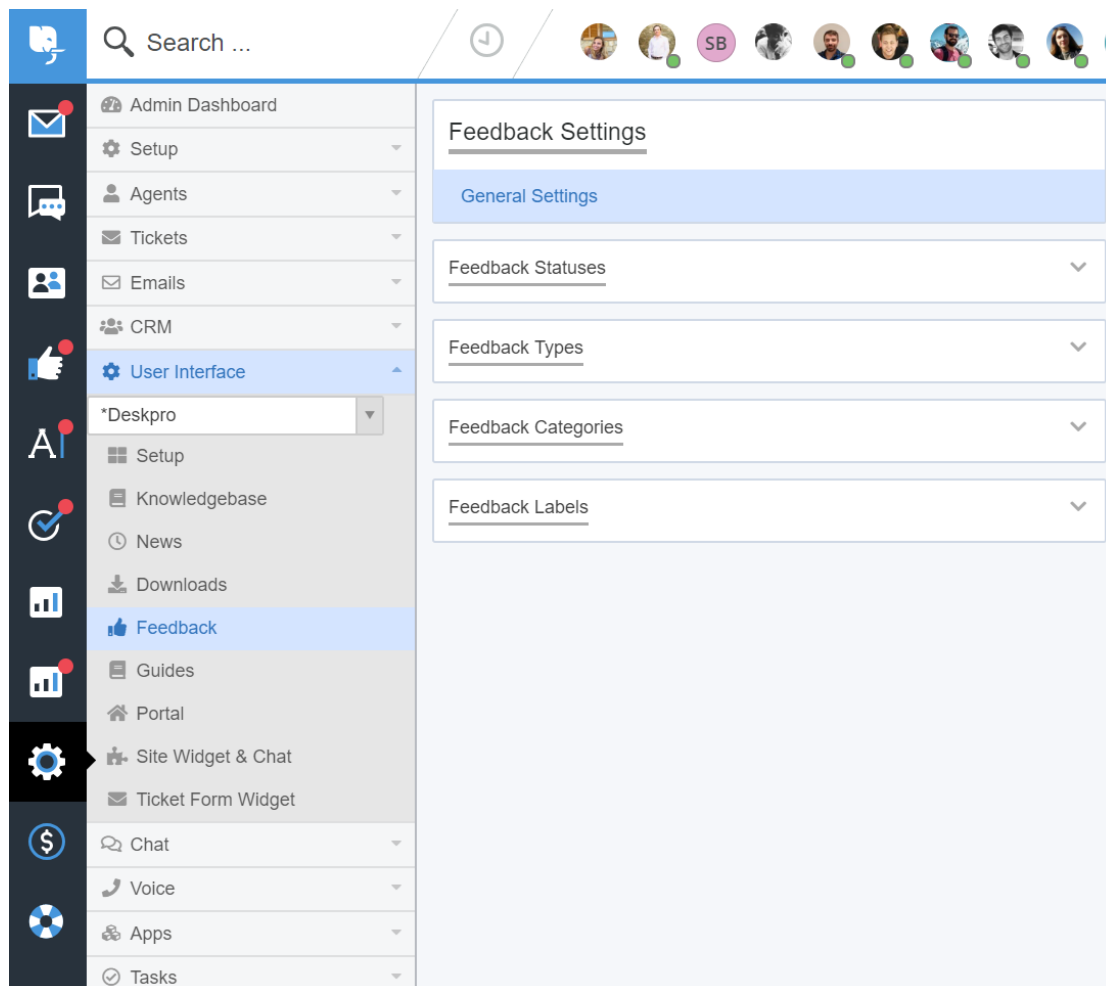 Search ...
SB
Admin Dashboard
Setup
Agents
Tickets
Emails
CRM
User Interface
*Deskpro
Setup
Knowledgebase
News
Downloads
Feedback
Guides
Portal
Site Widget & Chat
Ticket Form Widget
Chat
Voice
Apps
Tasks
Feedback Settings
General Settings
Feedback Statuses
Feedback Types
Feedback Categories
Feedback Labels